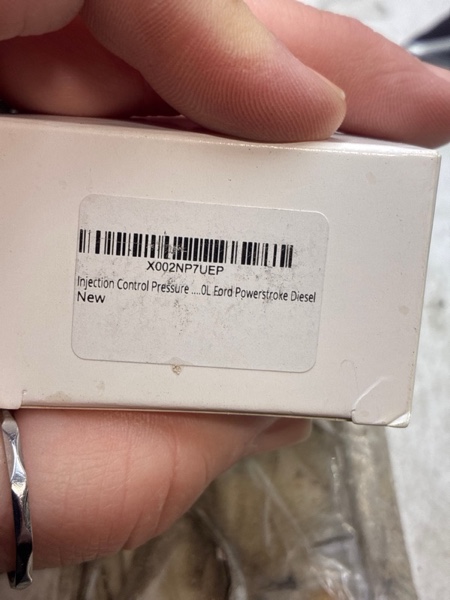 X002NP7UEP
Injection Control Pressure ....0L Ford Powerstroke Diesel
New